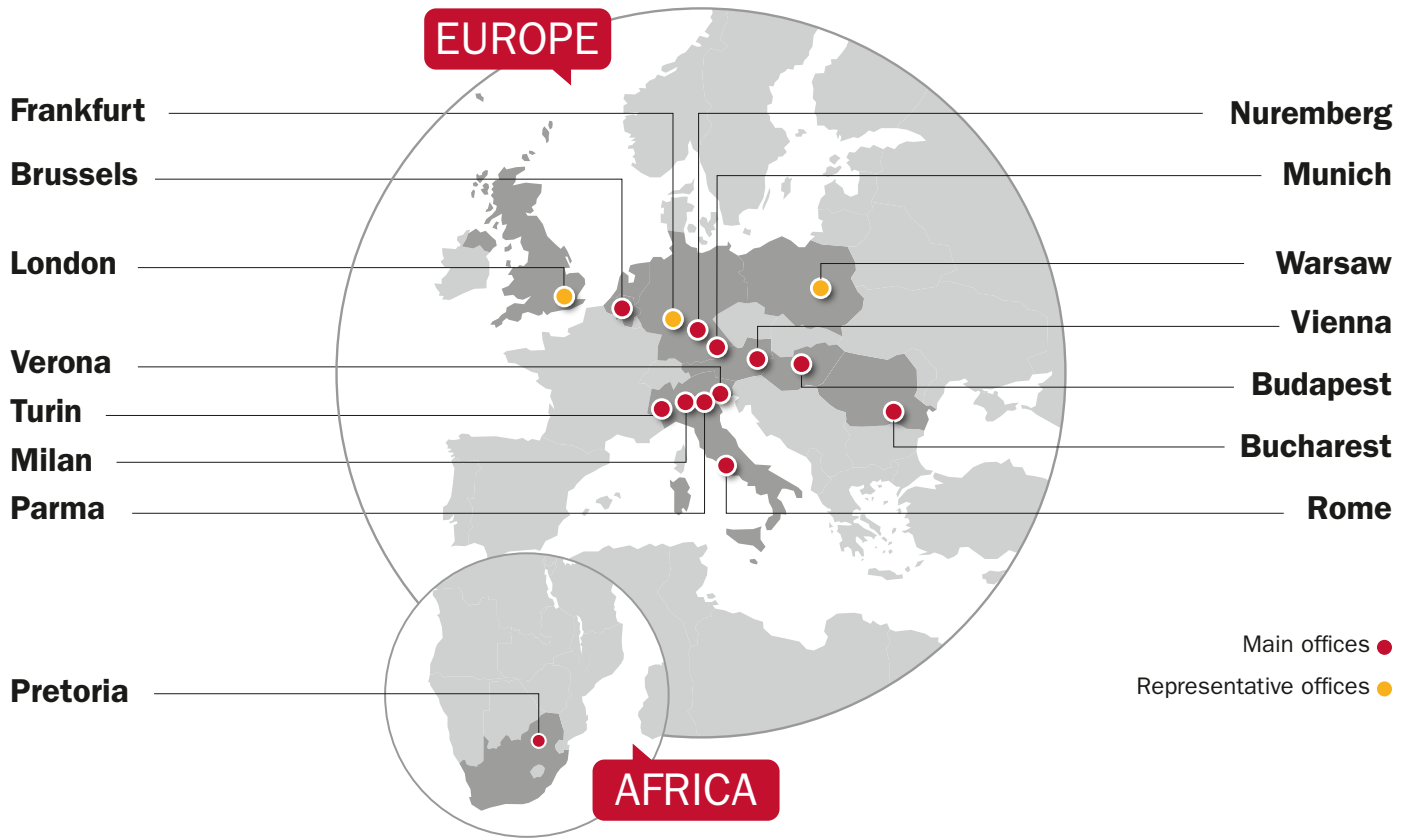 EUROPE
Frankfurt
Brussels
London
Verona
Turin
Milan
Parma
Pretoria
Nuremberg
Munich
Warsaw
Vienna
Budapest
Bucharest
Rome
Main offices
Representative offices
AFRICA